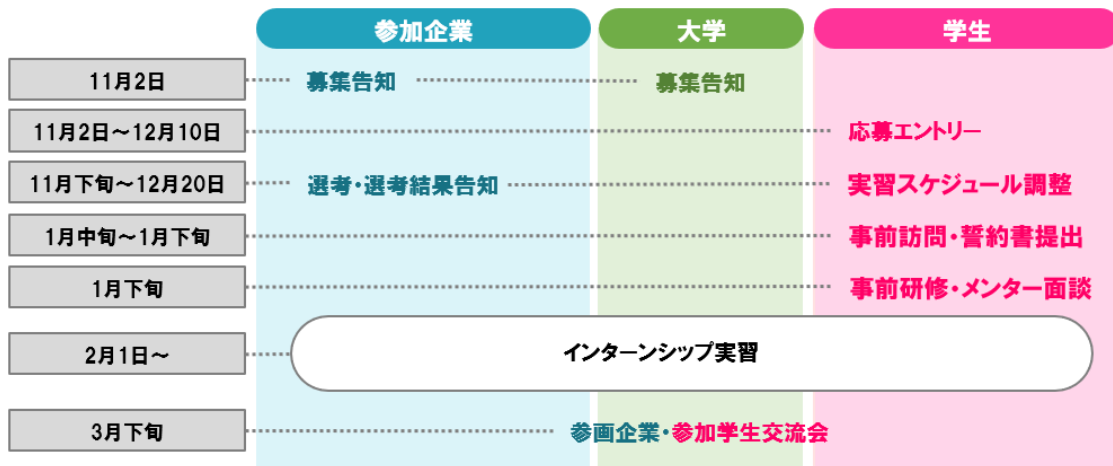 参加企業 大学 学生
11月2日 募集告知 募集告知
11月2日～12月10日 応募エントリー
11月下旬～12月20日 選考・選考結果告知 実習スケジュール調整
1月中旬～1月下旬 事前訪問・誓約書提出
1月下旬 事前研修・メンター面談
2月1日～ インターンシップ実習
3月下旬 参画企業・参加学生交流会